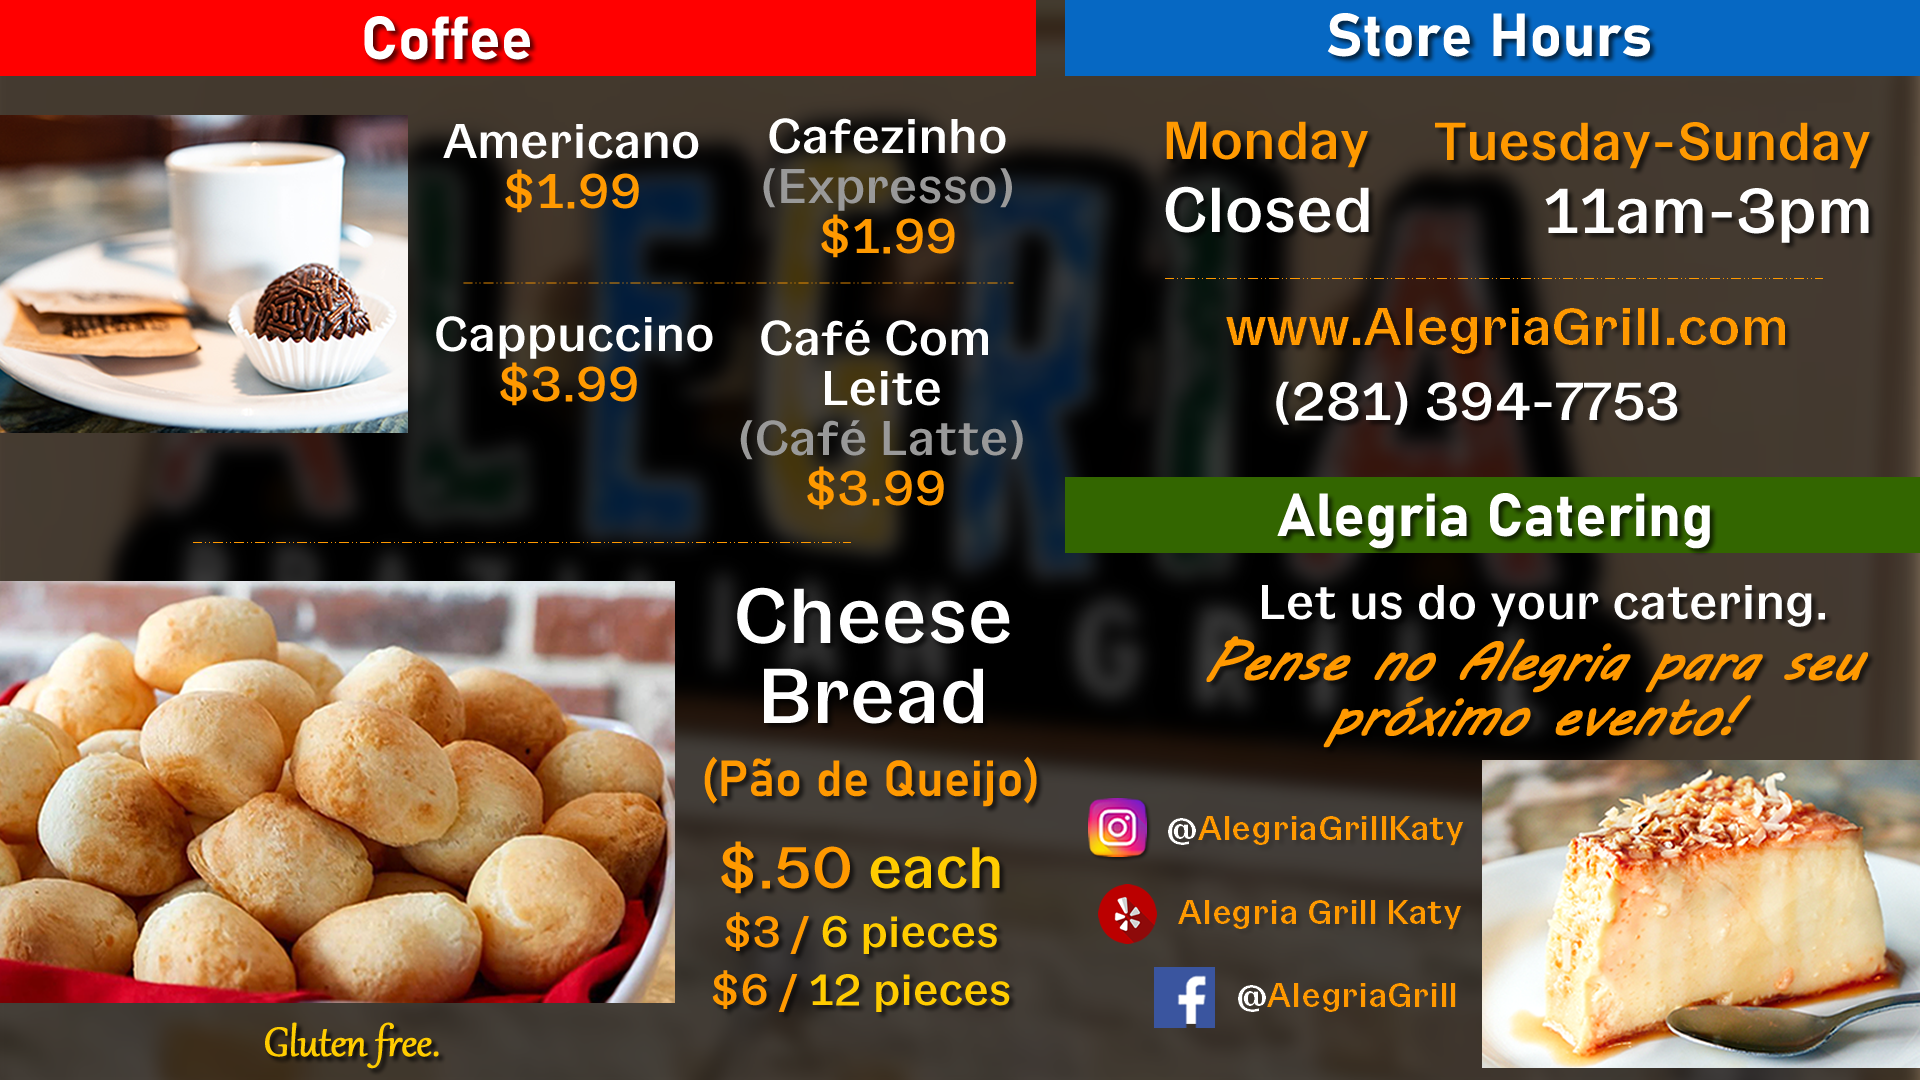 Coffee
Americano
$1.99
Cafezinho
(Expresso)
$1.99
Cappuccino
$3.99
Café Com
Leite
(Café Latte)
$3.99
Cheese
Bread
(Pão de Queijo)
$.50 each
$3 / 6 pieces
$6 / 12 pieces
Gluten free.
Store Hours
Monday
Closed
Tuesday-Sunday
11am-3pm
www.AlegriaGrill.com
(281) 394-7753
Alegria Catering
Let us do your catering.
Pense no Alegria para seu
próximo evento!
@AlegriaGrillKaty
Alegria Grill Katy
@AlegriaGrill
ALEGRIA
BRAZILIAN GRILL